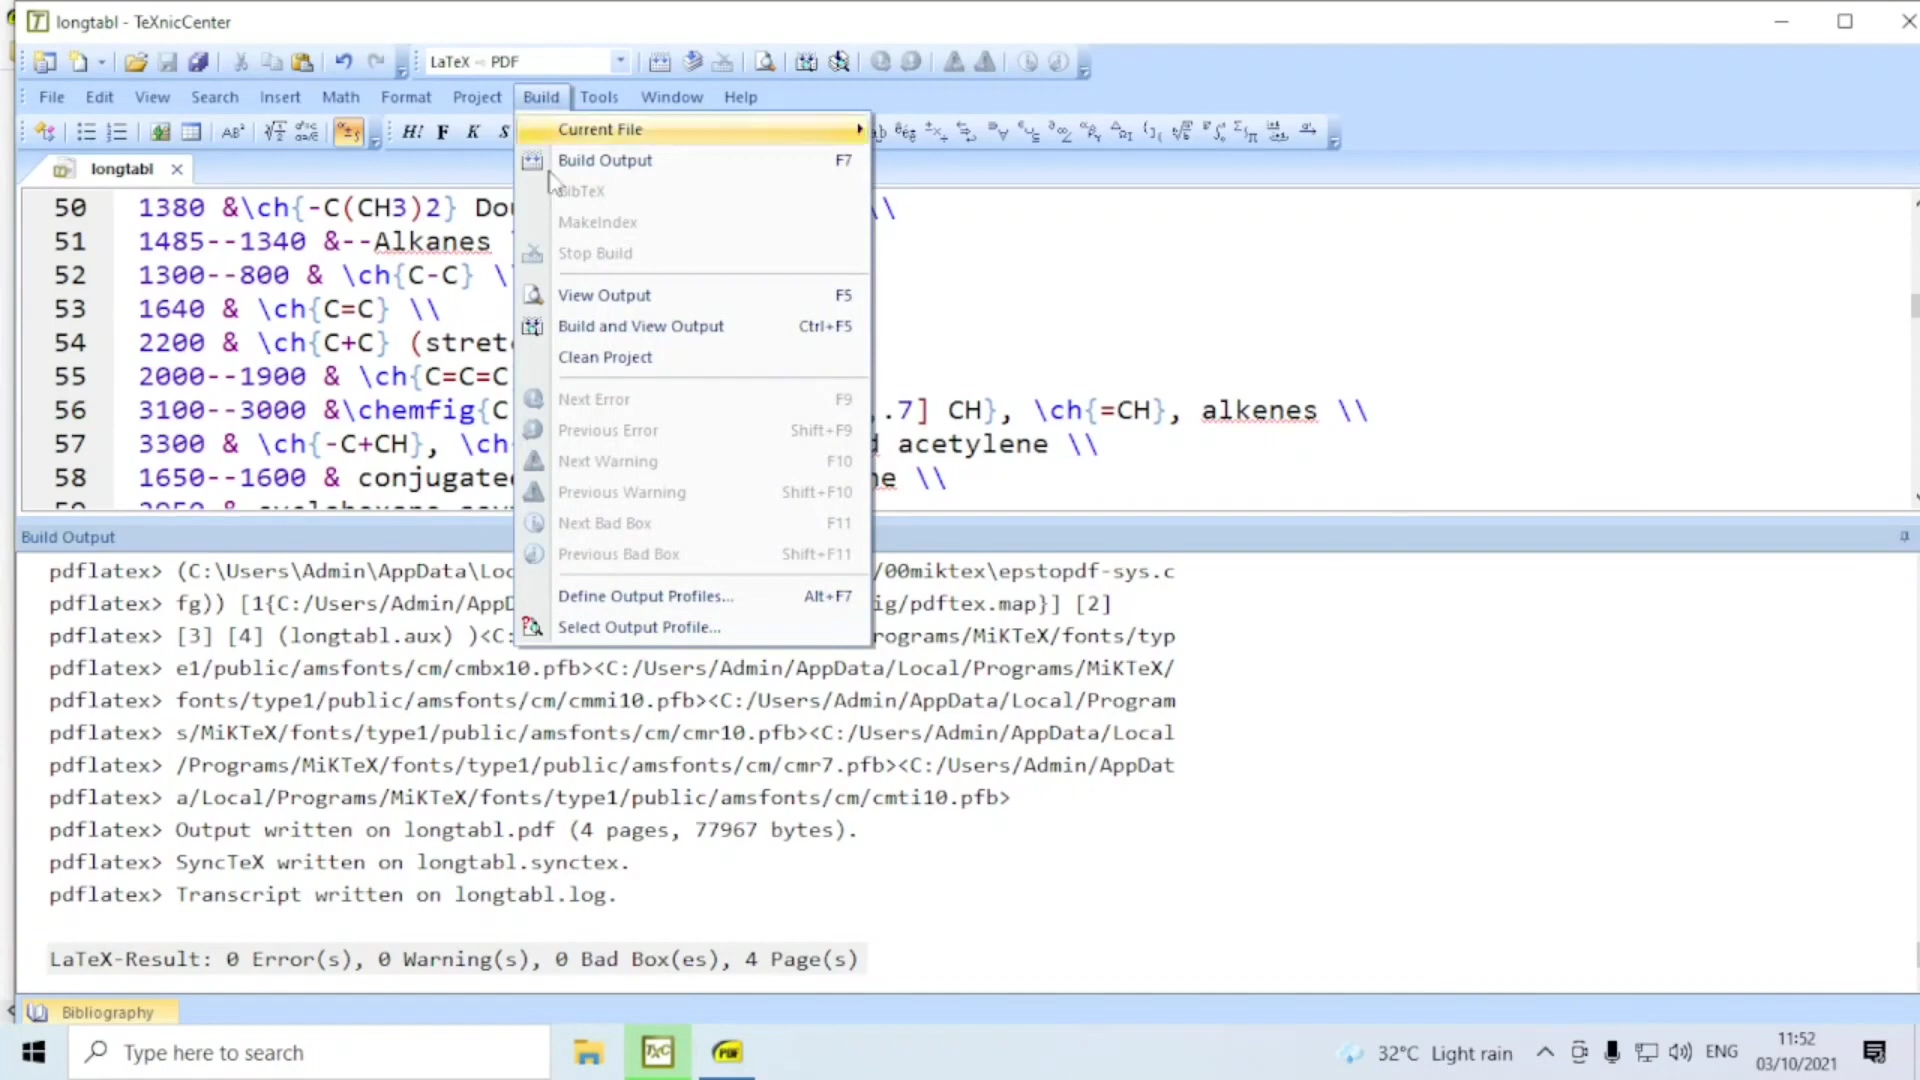 longtabl - TeXnicCenter
LaTeX ⇨ PDF
File Edit View Search Insert Math Format Project Build Tools Window Help
H! F K S
longtabl
Current File
Build Output F7
BibTeX
MakeIndex
Stop Build
View Output F5
Build and View Output Ctrl+F5
Clean Project
Next Error F9
Previous Error Shift+F9
Next Warning F10
Previous Warning Shift+F10
Next Bad Box F11
Previous Bad Box Shift+F11
Define Output Profiles... Alt+F7
Select Output Profile...
50 1380 &\ch{-C(CH3)2} \\
51 1485--1340 &--Alkanes
52 1300--800 & \ch{C-C}
53 1640 & \ch{C=C} \\
54 2200 & \ch{C+C}
55 2000--1900 & \ch{C=C=C
56 3100--3000 &\chemfig{C .7] CH}, \ch{=CH}, alkenes \\
57 3300 & \ch{-C+CH}, \ch acetylene \\
58 1650--1600 & conjugated \\
Build Output
pdflatex> (C:\Users\Admin\AppData\Loc /00miktex\epstopdf-sys.c
pdflatex> fg)) [1{C:/Users/Admin/AppD ig/pdftex.map}] [2]
pdflatex> [3] [4] (longtabl.aux) )<C: rograms/MiKTeX/fonts/typ
pdflatex> e1/public/amsfonts/cm/cmbx10.pfb><C:/Users/Admin/AppData/Local/Programs/MiKTeX/
pdflatex> fonts/type1/public/amsfonts/cm/cmmi10.pfb><C:/Users/Admin/AppData/Local/Program
pdflatex> s/MiKTeX/fonts/type1/public/amsfonts/cm/cmr10.pfb><C:/Users/Admin/AppData/Local
pdflatex> /Programs/MiKTeX/fonts/type1/public/amsfonts/cm/cmr7.pfb><C:/Users/Admin/AppDat
pdflatex> a/Local/Programs/MiKTeX/fonts/type1/public/amsfonts/cm/cmti10.pfb>
pdflatex> Output written on longtabl.pdf (4 pages, 77967 bytes).
pdflatex> SyncTeX written on longtabl.synctex.
pdflatex> Transcript written on longtabl.log.
LaTeX-Result: 0 Error(s), 0 Warning(s), 0 Bad Box(es), 4 Page(s)
Bibliography
Type here to search
TXC
PDF
32°C Light rain
ENG
11:52
03/10/2021